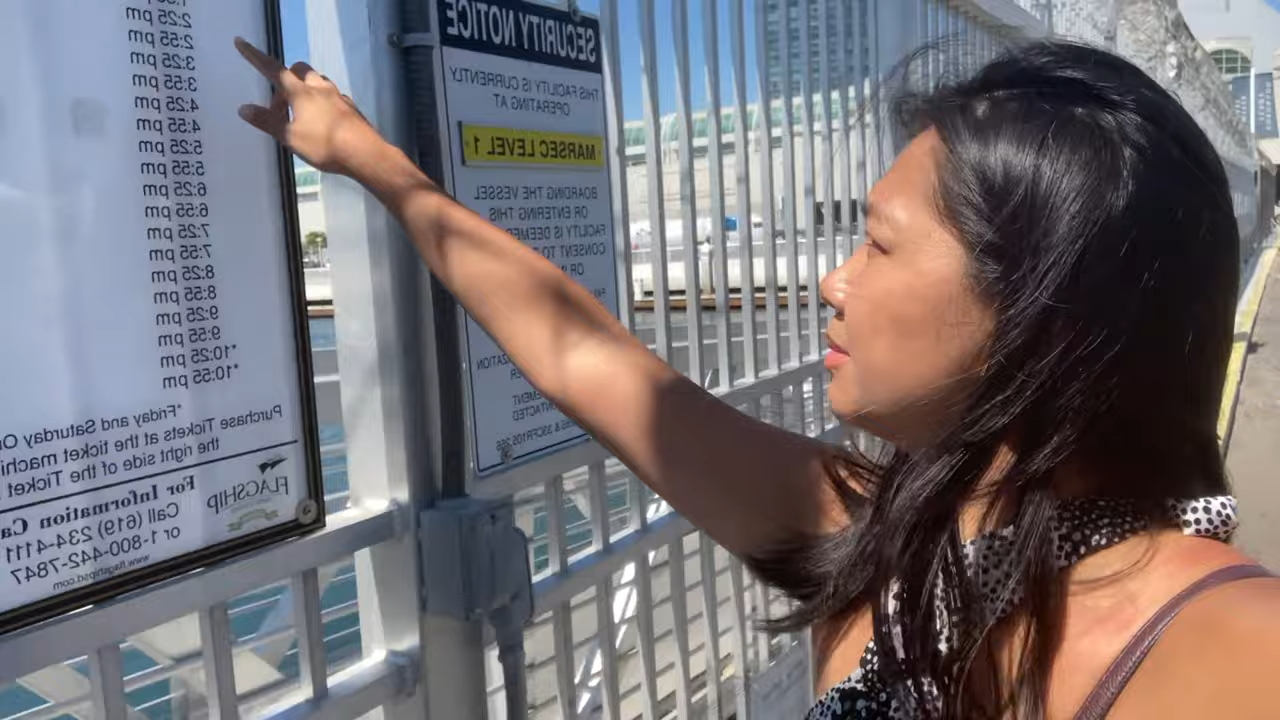 2:25 pm
2:55 pm
3:25 pm
3:55 pm
4:25 pm
4:55 pm
5:25 pm
5:55 pm
6:25 pm
6:55 pm
7:25 pm
7:55 pm
8:25 pm
8:55 pm
9:25 pm
9:55 pm
*10:25 pm
*10:55 pm
*Friday and Saturday
Purchase Tickets at the ticket
the right side of the Ticket
For Information
Call (619) 234-4111
or 1-800-442-7847
www.flagshipsd.com
FLAGSHIP
SECURITY NOTICE
THIS FACILITY IS CURRENTLY
OPERATING AT
MARSEC LEVEL 1
BOARDING THE VESSEL
OR ENTERING THIS
FACILITY IS DEEMED
CONSENT TO
OR